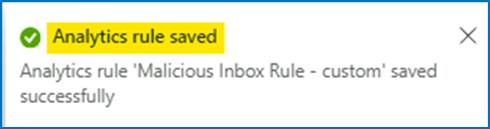 Analytics rule saved
Analytics rule 'Malicious Inbox Rule - custom' saved
successfully